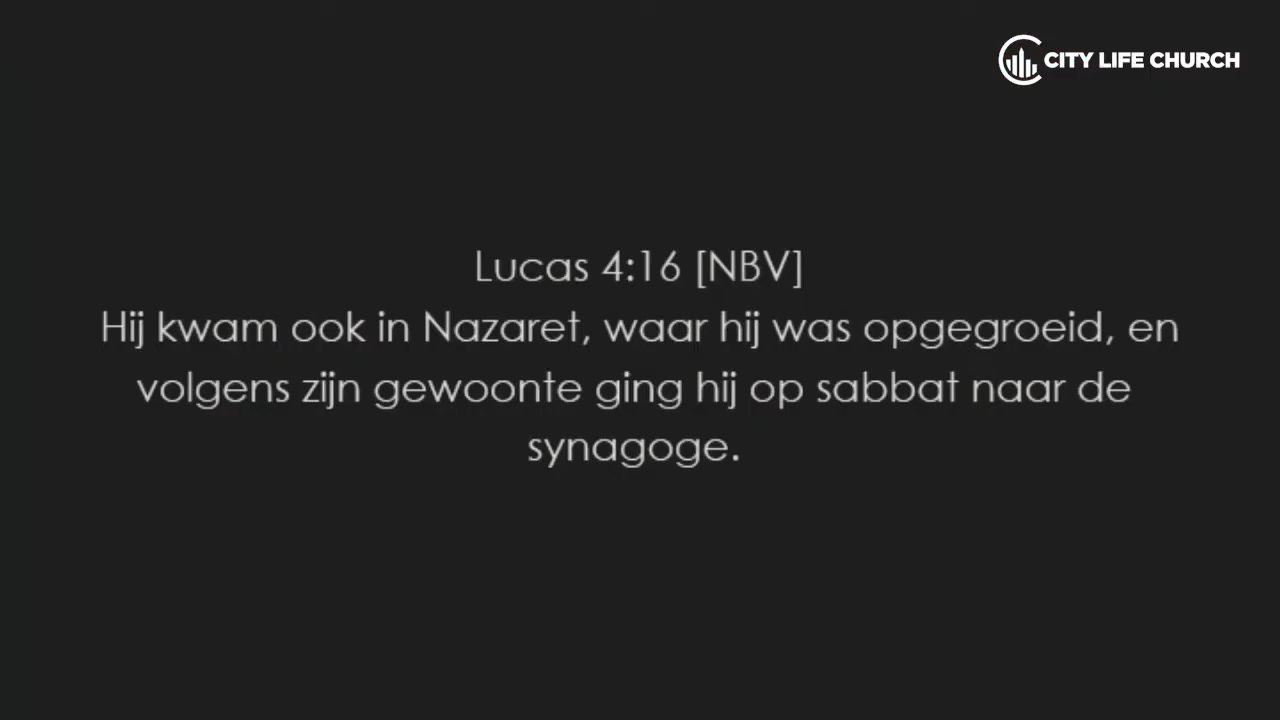 CITY LIFE CHURCH
Lucas 4:16 [NBV]
Hij kwam ook in Nazaret, waar hij was opgegroeid, en
volgens zijn gewoonte ging hij op sabbat naar de
synagoge.